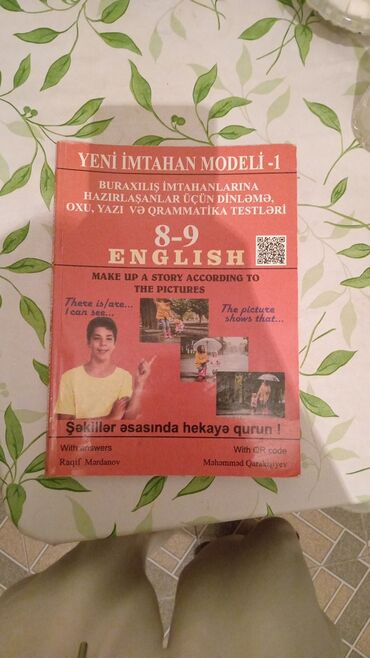 YENİ İMTAHAN MODELİ -1
BURAXILIŞ İMTAHANLARINA
HAZIRLAŞANLAR ÜÇÜN DİNLƏMƏ,
OXU, YAZI VƏ QRAMMATİKA TESTLƏRİ
8-9
ENGLISH
MAKE UP A STORY ACCORDING TO
THE PICTURES
There is/are...
I can see...
The picture
shows that...
Şəkillər əsasında hekayə qurun !
With answers
With QR code
Raqif Mərdanov
Məhəmməd Qarakişiyev